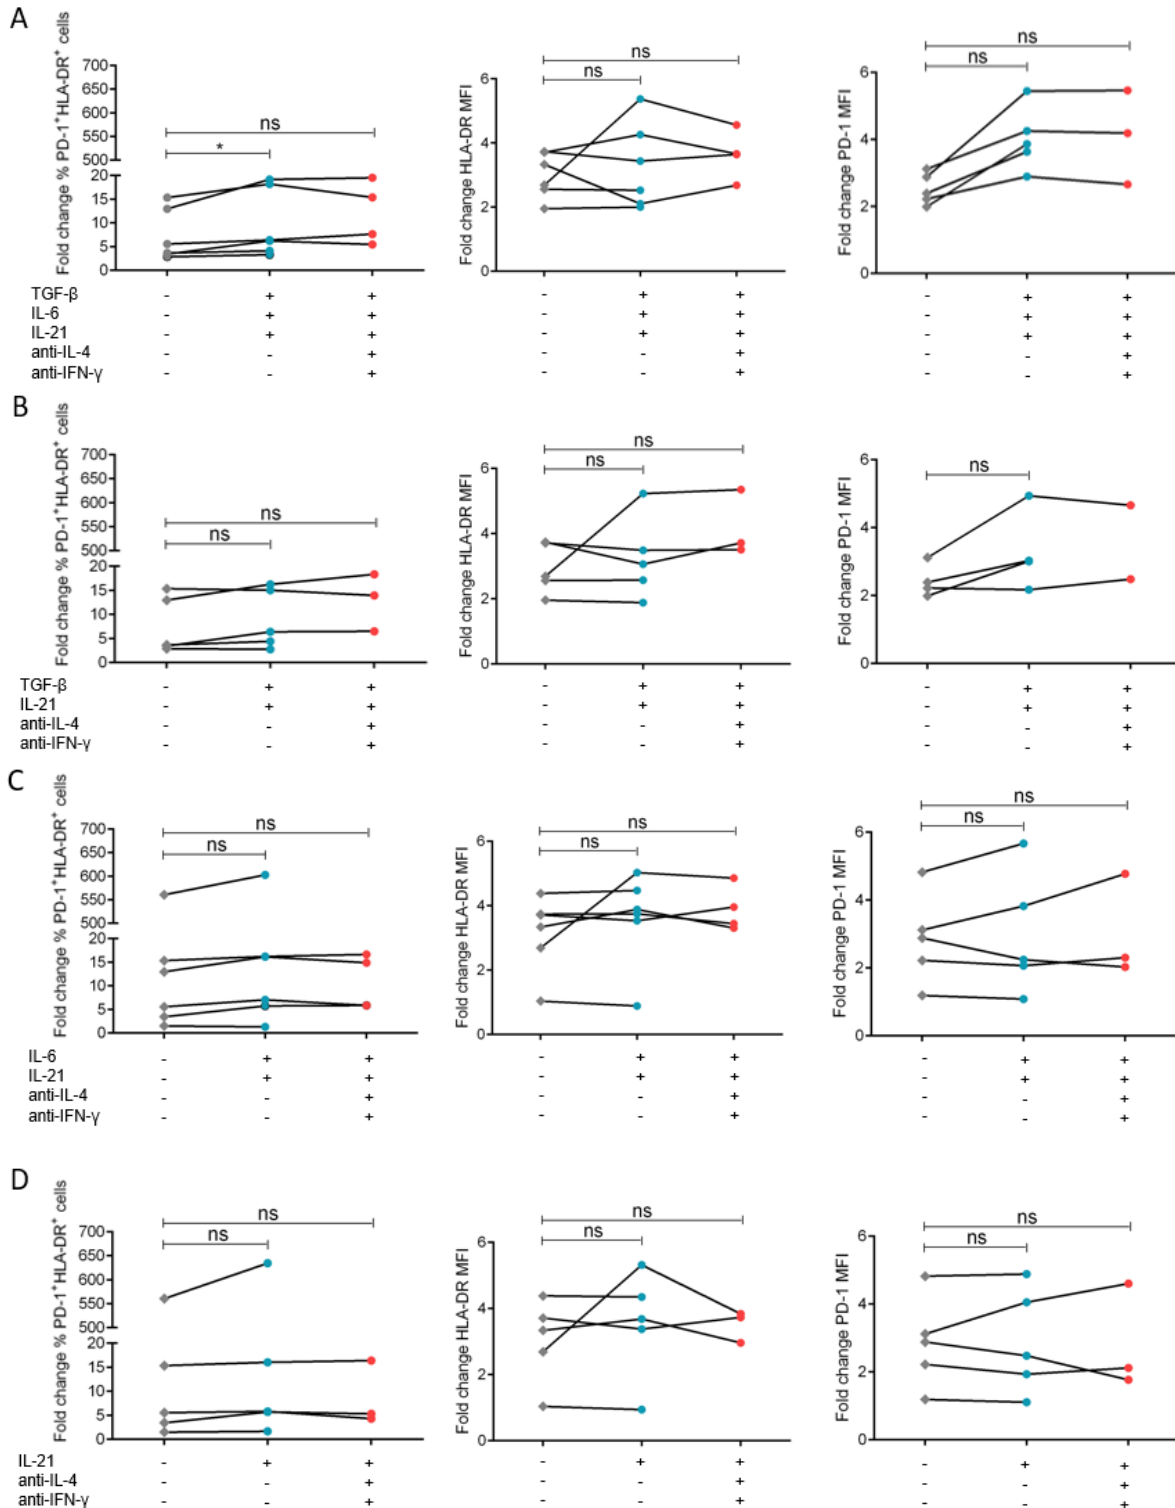 A
Fold change % PD-1⁺HLA-DR⁺ cells
700
650
600
550
500
20
15
10
5
0
ns
*
Fold change HLA-DR MFI
6
4
2
0
ns
ns
Fold change PD-1 MFI
6
4
2
0
ns
ns
TGF-β - + + - + + - + +
IL-6 - + + - + + - + +
IL-21 - + + - + + - + +
anti-IL-4 - - + - - + - - +
anti-IFN-γ - - + - - + - - +
B
Fold change % PD-1⁺HLA-DR⁺ cells
700
650
600
550
500
20
15
10
5
0
ns
ns
Fold change HLA-DR MFI
6
4
2
0
ns
ns
Fold change PD-1 MFI
6
4
2
0
ns
TGF-β - + + - + + - + +
IL-21 - + + - + + - + +
anti-IL-4 - - + - - + - - +
anti-IFN-γ - - + - - + - - +
C
Fold change % PD-1⁺HLA-DR⁺ cells
700
650
600
550
500
20
15
10
5
0
ns
ns
Fold change HLA-DR MFI
6
4
2
0
ns
ns
Fold change PD-1 MFI
6
4
2
0
ns
ns
IL-6 - + + - + + - + +
IL-21 - + + - + + - + +
anti-IL-4 - - + - - + - - +
anti-IFN-γ - - + - - + - - +
D
Fold change % PD-1⁺HLA-DR⁺ cells
700
650
600
550
500
20
15
10
5
0
ns
ns
Fold change HLA-DR MFI
6
4
2
0
ns
ns
Fold change PD-1 MFI
6
4
2
0
ns
ns
IL-21 - + + - + + - + +
anti-IL-4 - - + - - + - - +
anti-IFN-γ - - + - - + - - +